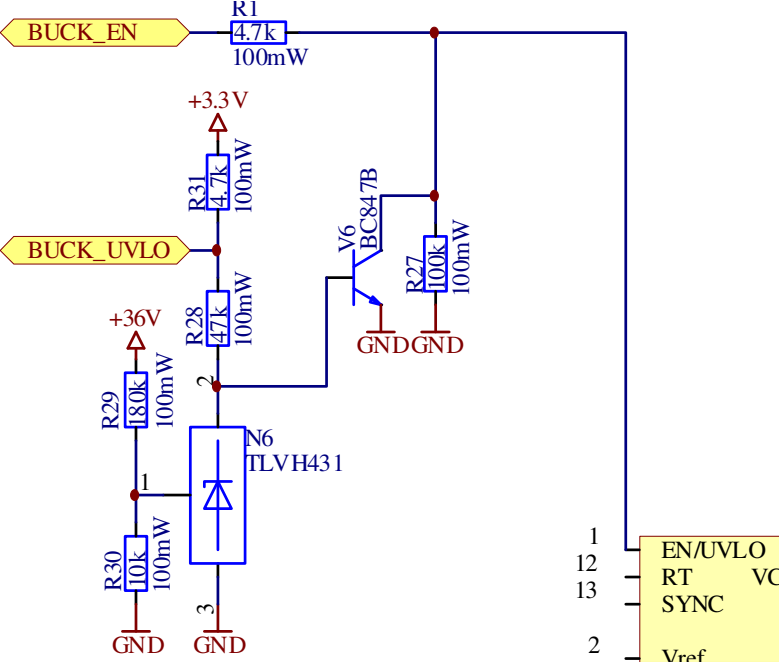 R1
BUCK_EN
4.7k
100mW
+3.3V
R31
4.7k
100mW
BUCK_UVLO
V6
BC847B
R27
100k
100mW
R28
47k
100mW
GND
GND
+36V
R29
180k
100mW
2
N6
TLVH431
1
R30
10k
100mW
3
GND
GND
1
EN/UVLO
12
RT
VC
13
SYNC
2
Vref